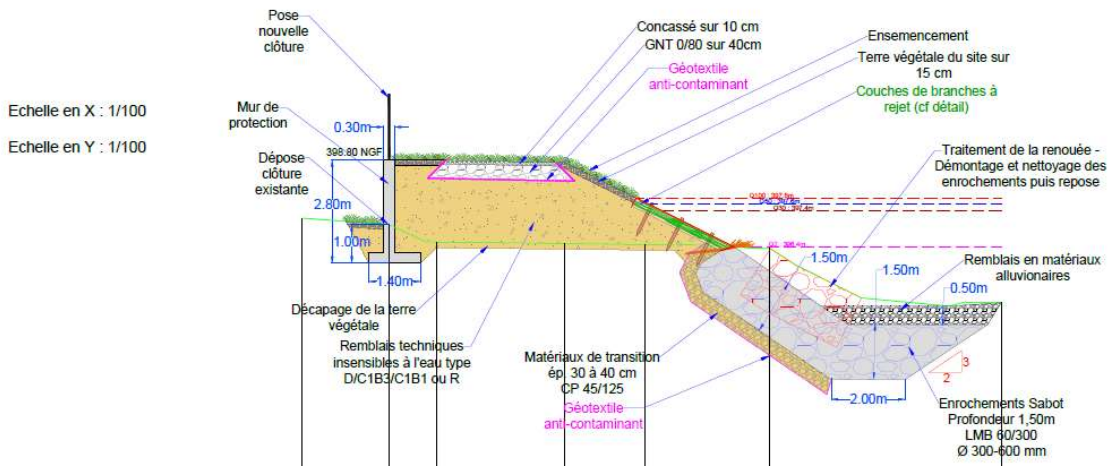 Pose
nouvelle
clôture
Concassé sur 10 cm
GNT 0/80 sur 40cm
Géotextile
anti-contaminant
Ensemencement
Terre végétale du site sur
15 cm
Couches de branches à
rejet (cf détail)
Echelle en X : 1/100
Echelle en Y : 1/100
Mur de
protection
0.30m
398.80 NGF
Dépose
clôture
existante
2.80m
1.00m
1.40m
Traitement de la renouée -
Démontage et nettoyage des
enrochements puis repose
1.50m
1.50m
Remblais en matériaux
alluvionaires
0.50m
Décapage de la terre
végétale
Remblais techniques
insensibles à l'eau type
D/C1B3/C1B1 ou R
Matériaux de transition
ép. 30 à 40 cm
CP 45/125
Géotextile
anti-contaminant
2.00m
3
2
Enrochements Sabot
Profondeur 1,50m
LMB 60/300
Ø 300-600 mm